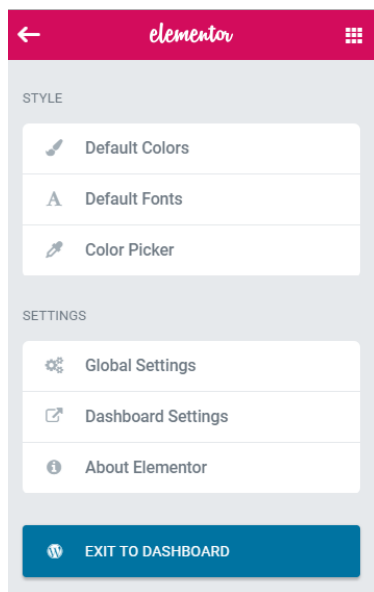 elementor
STYLE
Default Colors
Default Fonts
Color Picker
SETTINGS
Global Settings
Dashboard Settings
About Elementor
EXIT TO DASHBOARD